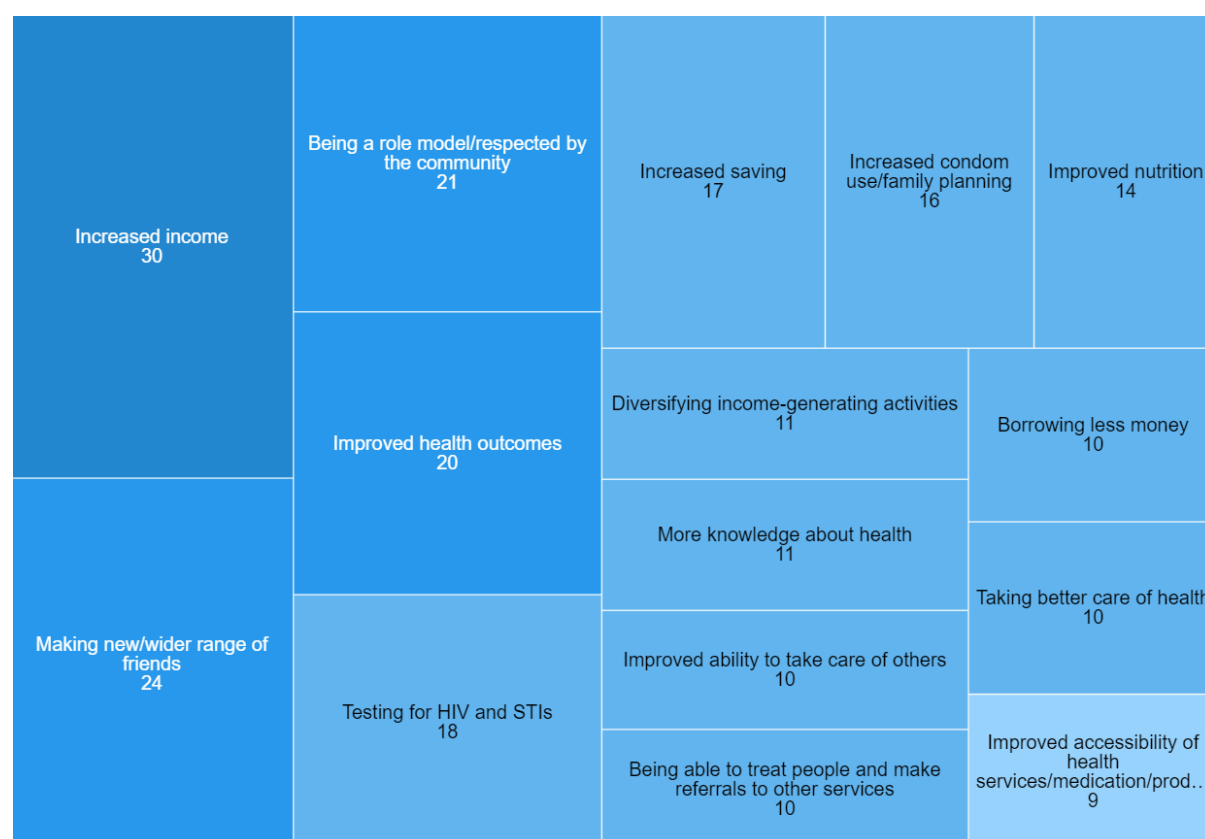 Increased income
30
Making new/wider range of
friends
24
Being a role model/respected by
the community
21
Improved health outcomes
20
Testing for HIV and STIs
18
Increased saving
17
Increased condom
use/family planning
16
Improved nutrition
14
Diversifying income-generating activities
11
More knowledge about health
11
Improved ability to take care of others
10
Being able to treat people and make
referrals to other services
10
Borrowing less money
10
Taking better care of health
10
Improved accessibility of
health
services/medication/prod…
9